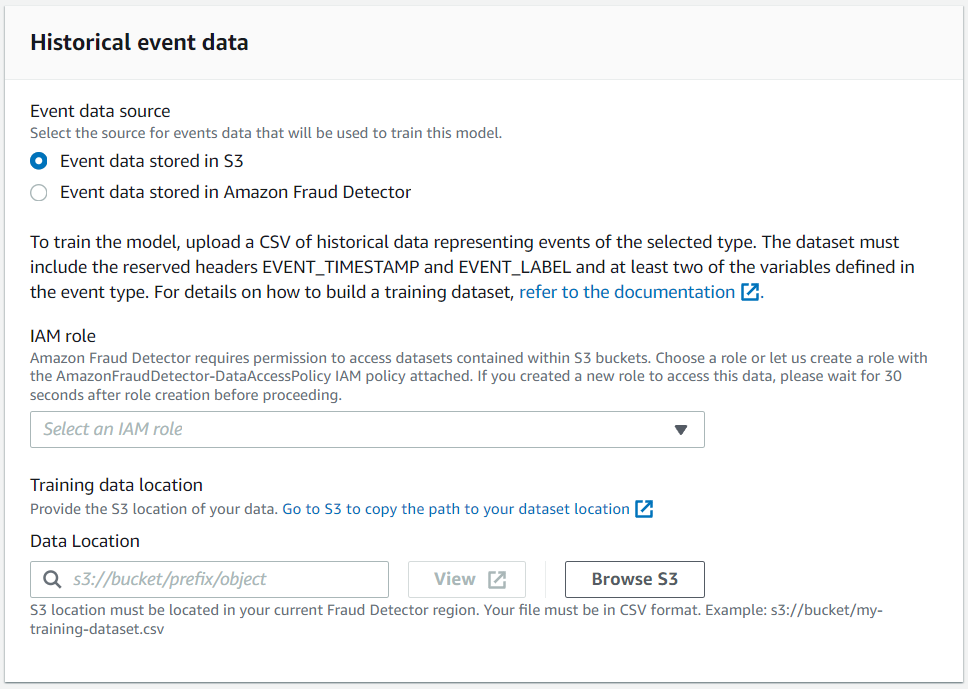 Historical event data
Event data source
Select the source for events data that will be used to train this model.
Event data stored in S3
Event data stored in Amazon Fraud Detector
To train the model, upload a CSV of historical data representing events of the selected type. The dataset must
include the reserved headers EVENT_TIMESTAMP and EVENT_LABEL and at least two of the variables defined in
the event type. For details on how to build a training dataset, refer to the documentation.
IAM role
Amazon Fraud Detector requires permission to access datasets contained within S3 buckets. Choose a role or let us create a role with
the AmazonFraudDetector-DataAccessPolicy IAM policy attached. If you created a new role to access this data, please wait for 30
seconds after role creation before proceeding.
Select an IAM role
Training data location
Provide the S3 location of your data. Go to S3 to copy the path to your dataset location
Data Location
s3://bucket/prefix/object View Browse S3
S3 location must be located in your current Fraud Detector region. Your file must be in CSV format. Example: s3://bucket/my-
training-dataset.csv